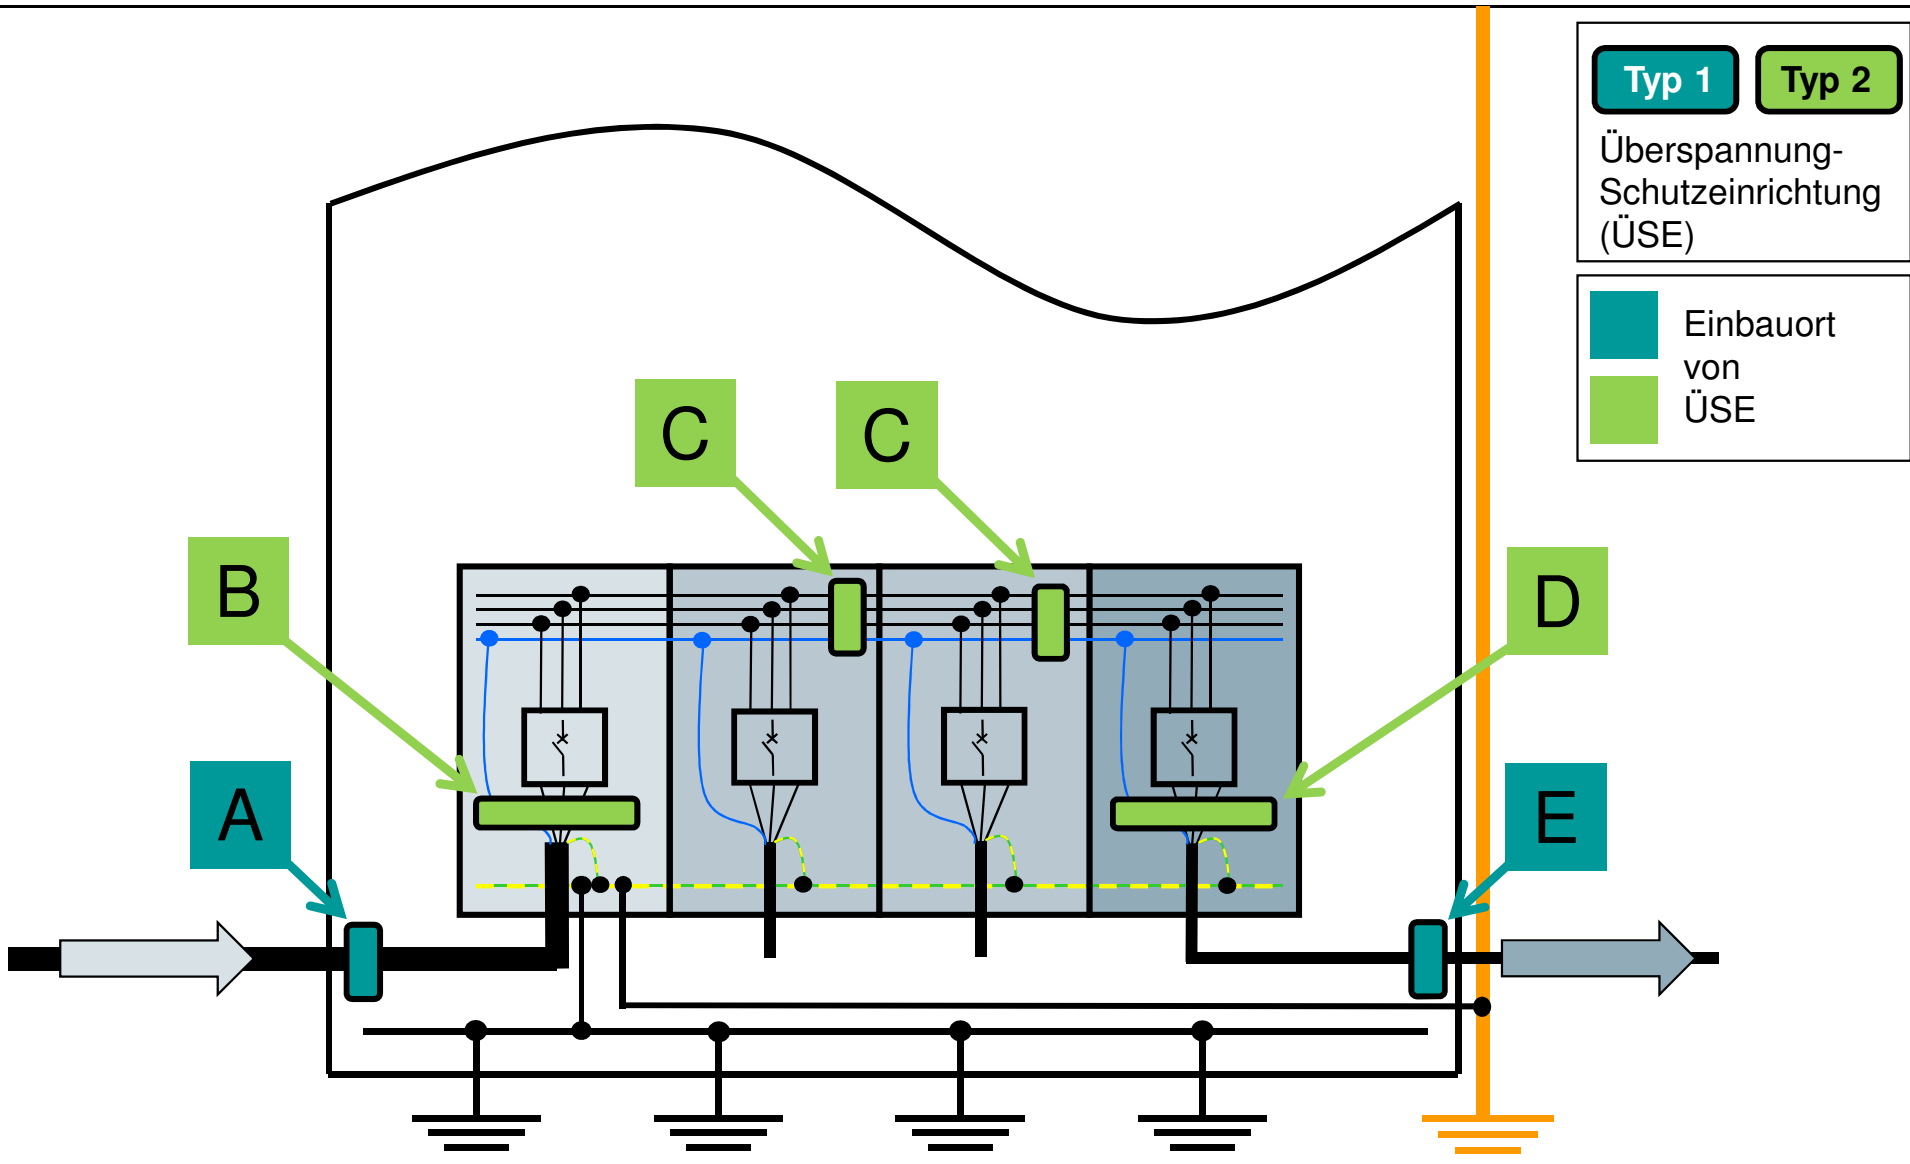 Typ 1 Typ 2
Überspannung-
Schutzeinrichtung
(ÜSE)
Einbauort
von
ÜSE
C C
B
D
A
E